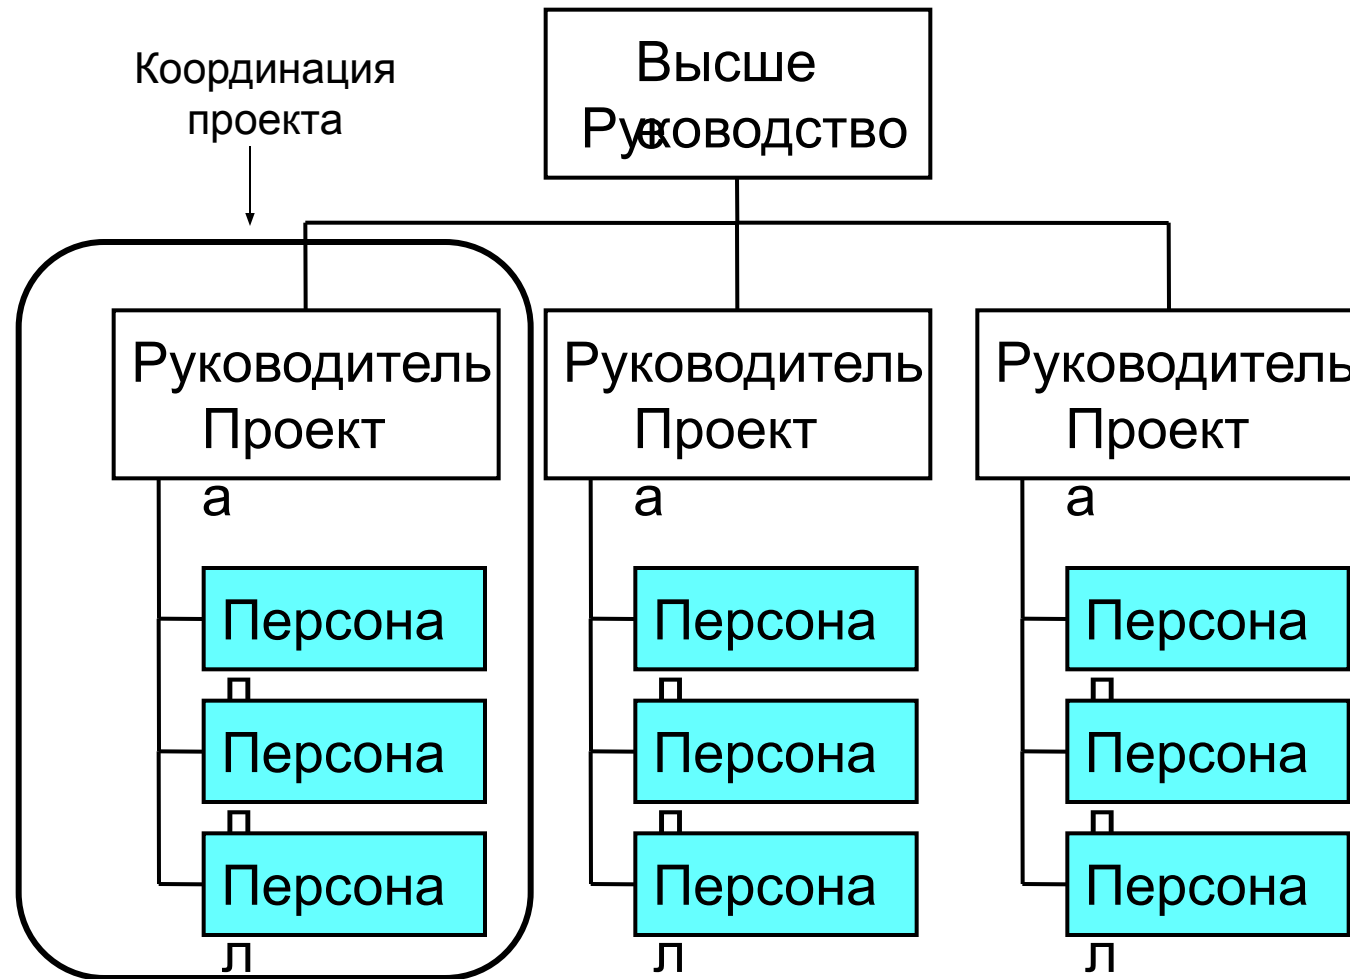 Координация
проекта
Высше
е
Руководство
Руководитель
Проект
а
Руководитель
Проект
а
Руководитель
Проект
а
Персона
л
Персона
л
Персона
л
Персона
л
Персона
л
Персона
л
Персона
л
Персона
л
Персона
л